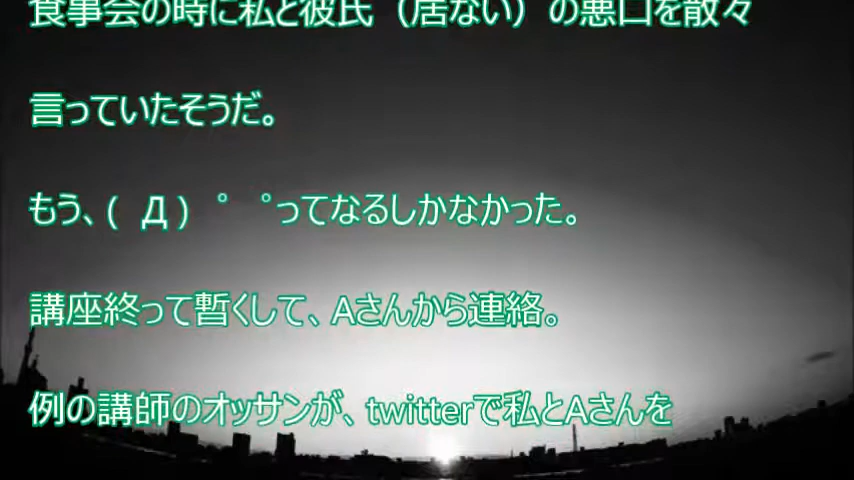 食事会の時に私と彼氏（居ない）の悪口を散々
言っていたそうだ。
もう、(　Д)　゜　゜ってなるしかなかった。
講座終って暫くして、Aさんから連絡。
例の講師のオッサンが、twitterで私とAさんを